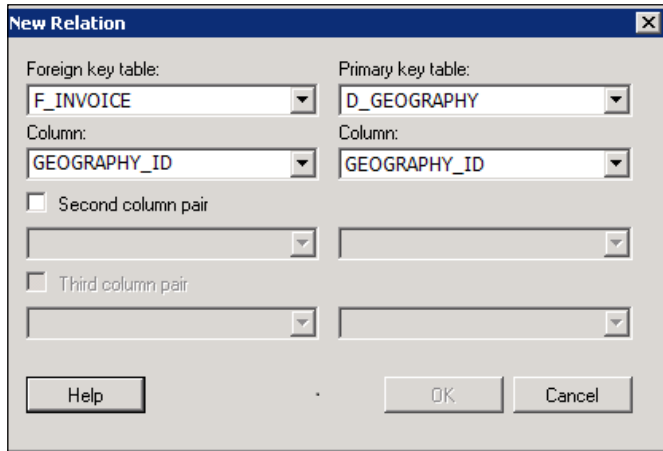 New Relation
Foreign key table: Primary key table:
F_INVOICE D_GEOGRAPHY
Column: Column:
GEOGRAPHY_ID GEOGRAPHY_ID
Second column pair
Third column pair
Help OK Cancel